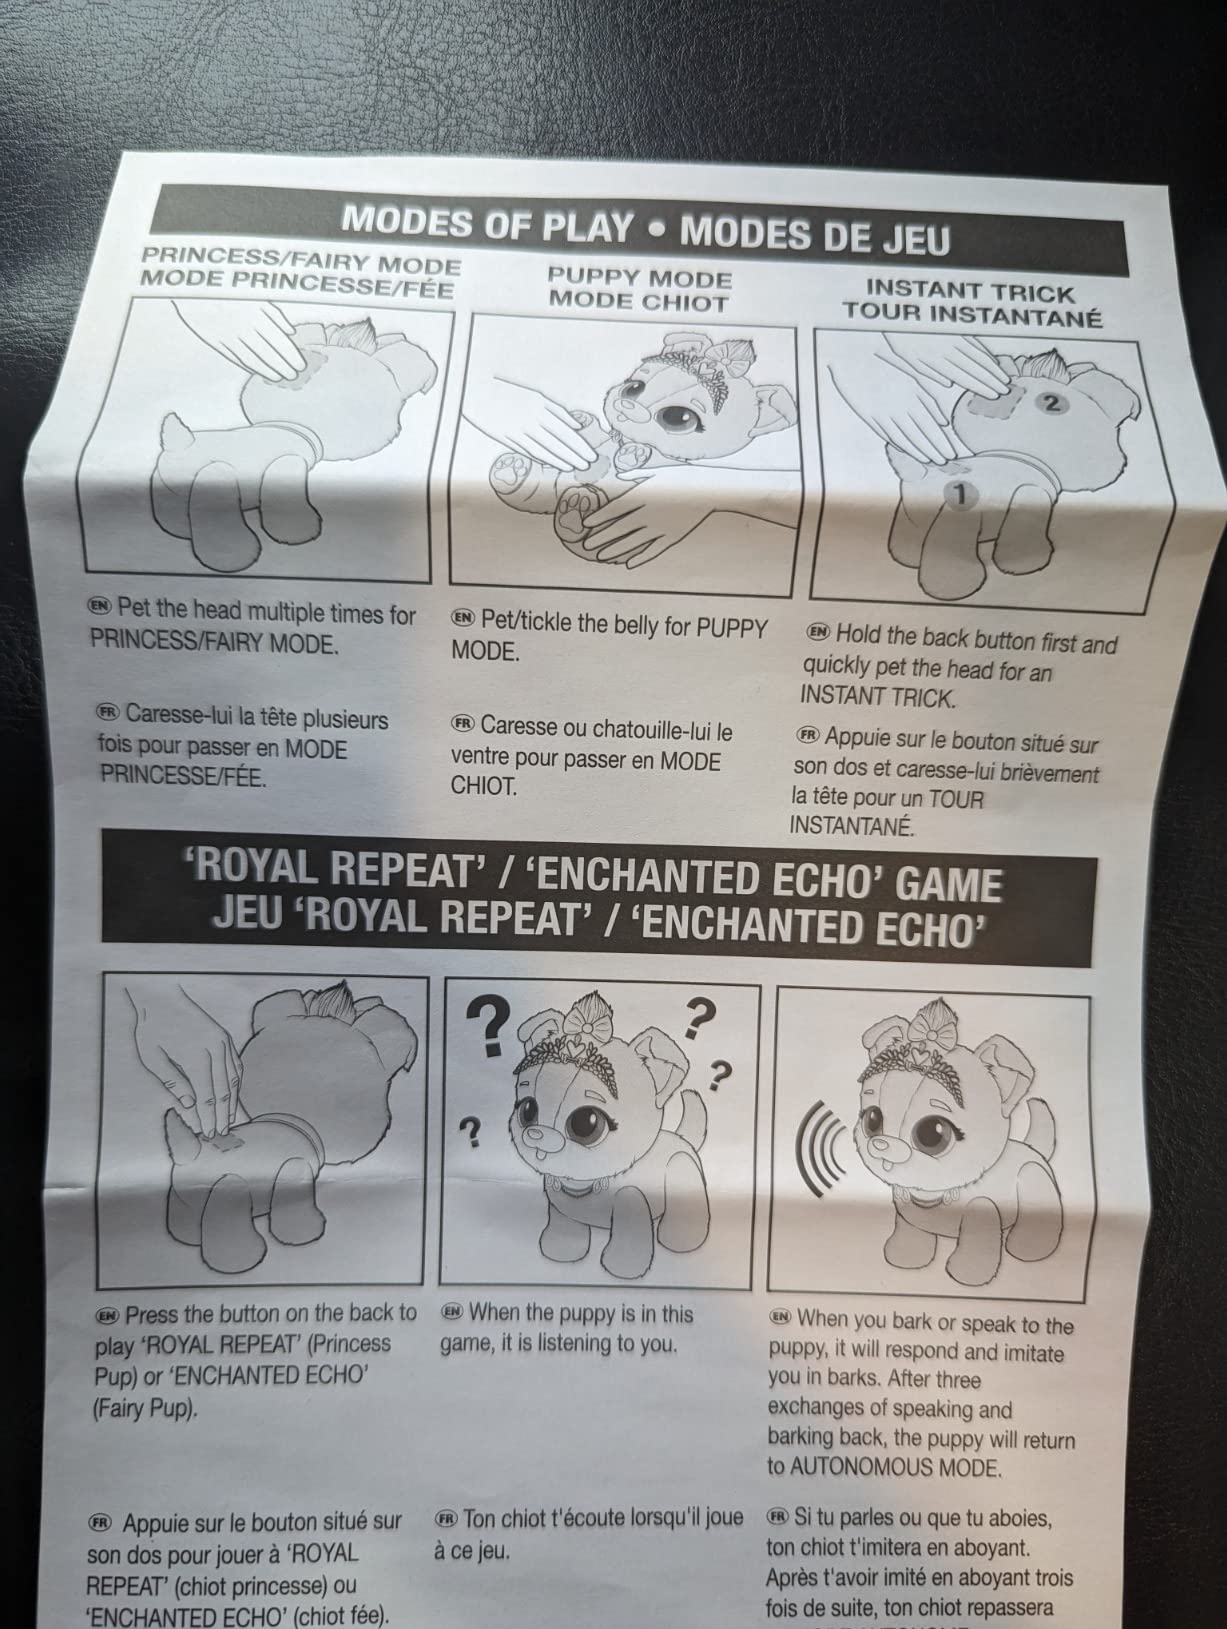 MODES OF PLAY • MODES DE JEU
PRINCESS/FAIRY MODE
MODE PRINCESSE/FÉE
PUPPY MODE
MODE CHIOT
INSTANT TRICK
TOUR INSTANTANÉ
2
1
EN Pet the head multiple times for
PRINCESS/FAIRY MODE.
FR Caresse-lui la tête plusieurs
fois pour passer en MODE
PRINCESSE/FÉE.
EN Pet/tickle the belly for PUPPY
MODE.
FR Caresse ou chatouille-lui le
ventre pour passer en MODE
CHIOT.
EN Hold the back button first and
quickly pet the head for an
INSTANT TRICK.
FR Appuie sur le bouton situé sur
son dos et caresse-lui brièvement
la tête pour un TOUR
INSTANTANÉ.
‘ROYAL REPEAT’ / ‘ENCHANTED ECHO’ GAME
JEU ‘ROYAL REPEAT’ / ‘ENCHANTED ECHO’
? ? ? ?
EN Press the button on the back to
play ‘ROYAL REPEAT’ (Princess
Pup) or ‘ENCHANTED ECHO’
(Fairy Pup).
FR Appuie sur le bouton situé sur
son dos pour jouer à ‘ROYAL
REPEAT’ (chiot princesse) ou
‘ENCHANTED ECHO’ (chiot fée).
EN When the puppy is in this
game, it is listening to you.
FR Ton chiot t'écoute lorsqu'il joue
à ce jeu.
EN When you bark or speak to the
puppy, it will respond and imitate
you in barks. After three
exchanges of speaking and
barking back, the puppy will return
to AUTONOMOUS MODE.
FR Si tu parles ou que tu aboies,
ton chiot t'imitera en aboyant.
Après t'avoir imité en aboyant trois
fois de suite, ton chiot repassera